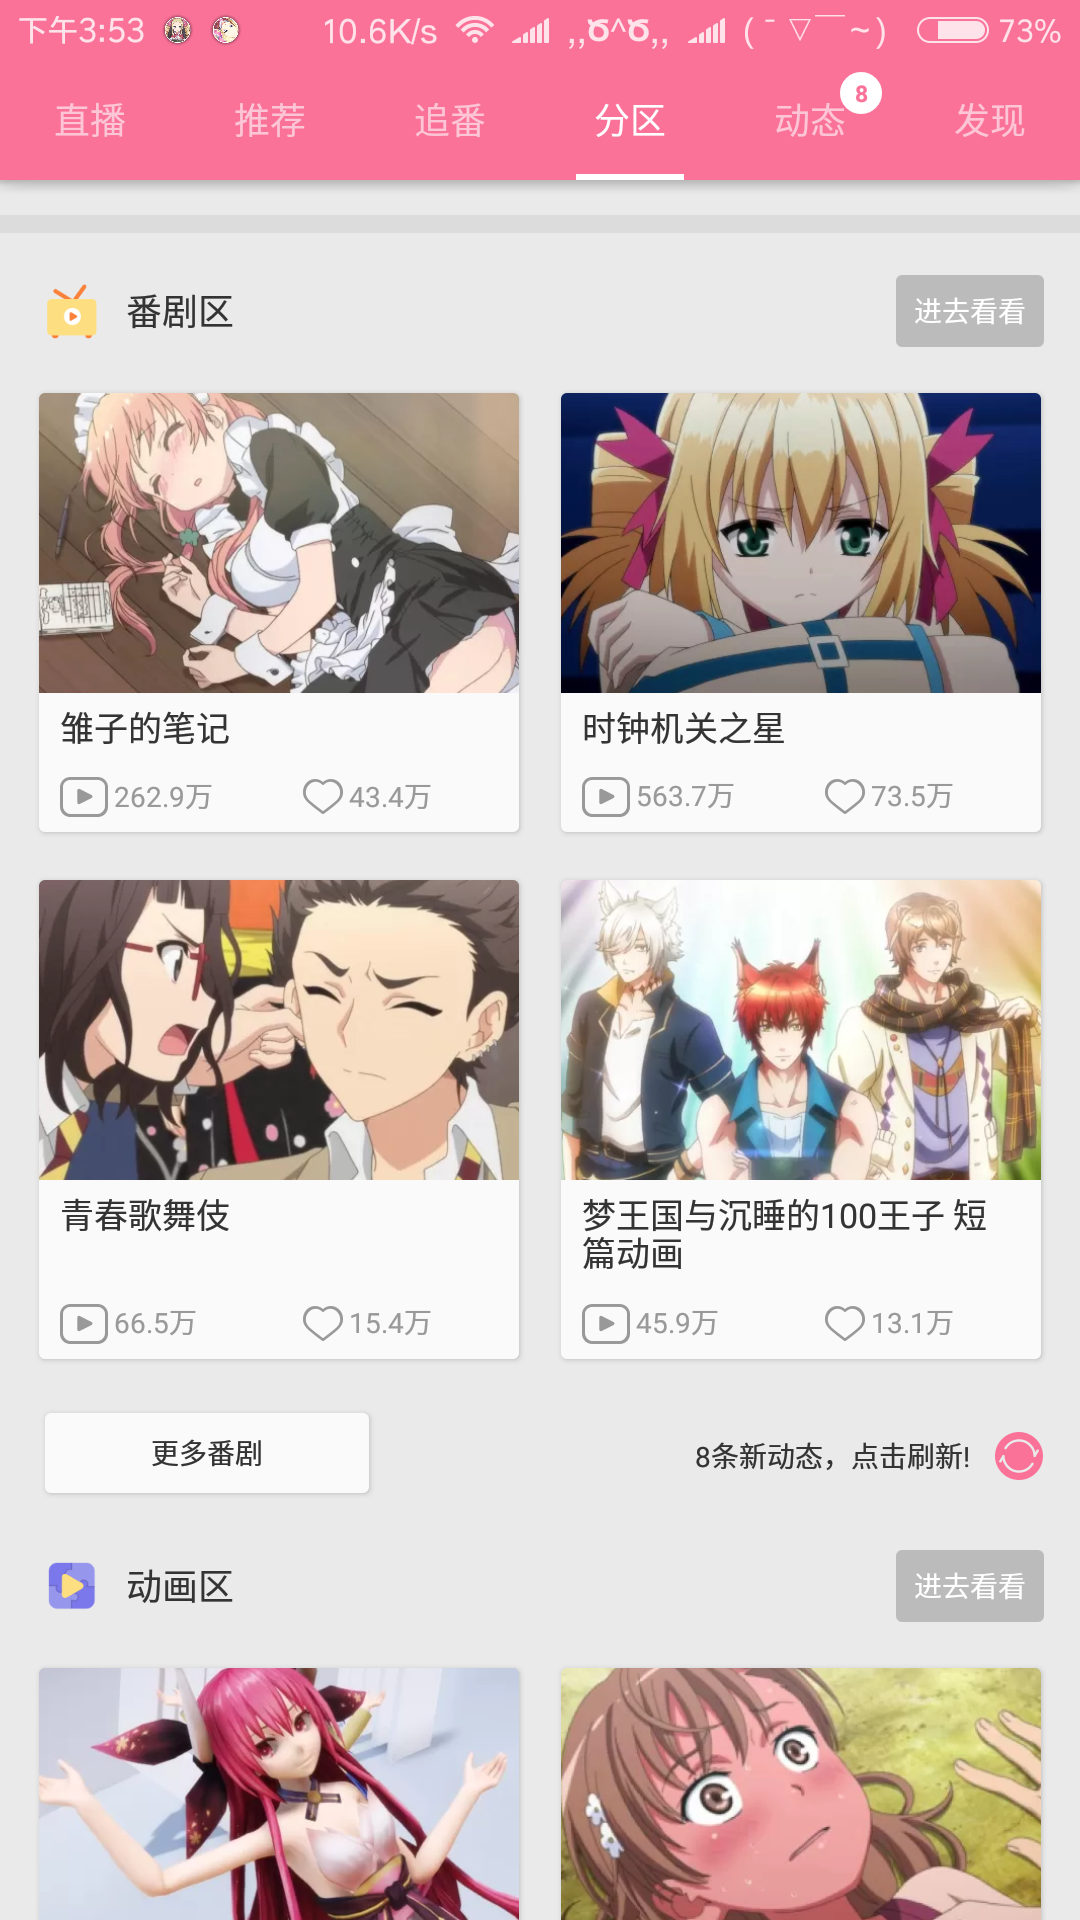 下午3:53 10.6K/s ,,Ծ^Ծ,, ( ¯ ▽￣ ~ ) 73%
直播 推荐 追番 分区 动态 8 发现
番剧区 进去看看
雏子的笔记
262.9万 43.4万
时钟机关之星
563.7万 73.5万
青春歌舞伎
66.5万 15.4万
梦王国与沉睡的100王子 短
篇动画
45.9万 13.1万
更多番剧 8条新动态，点击刷新!
动画区 进去看看